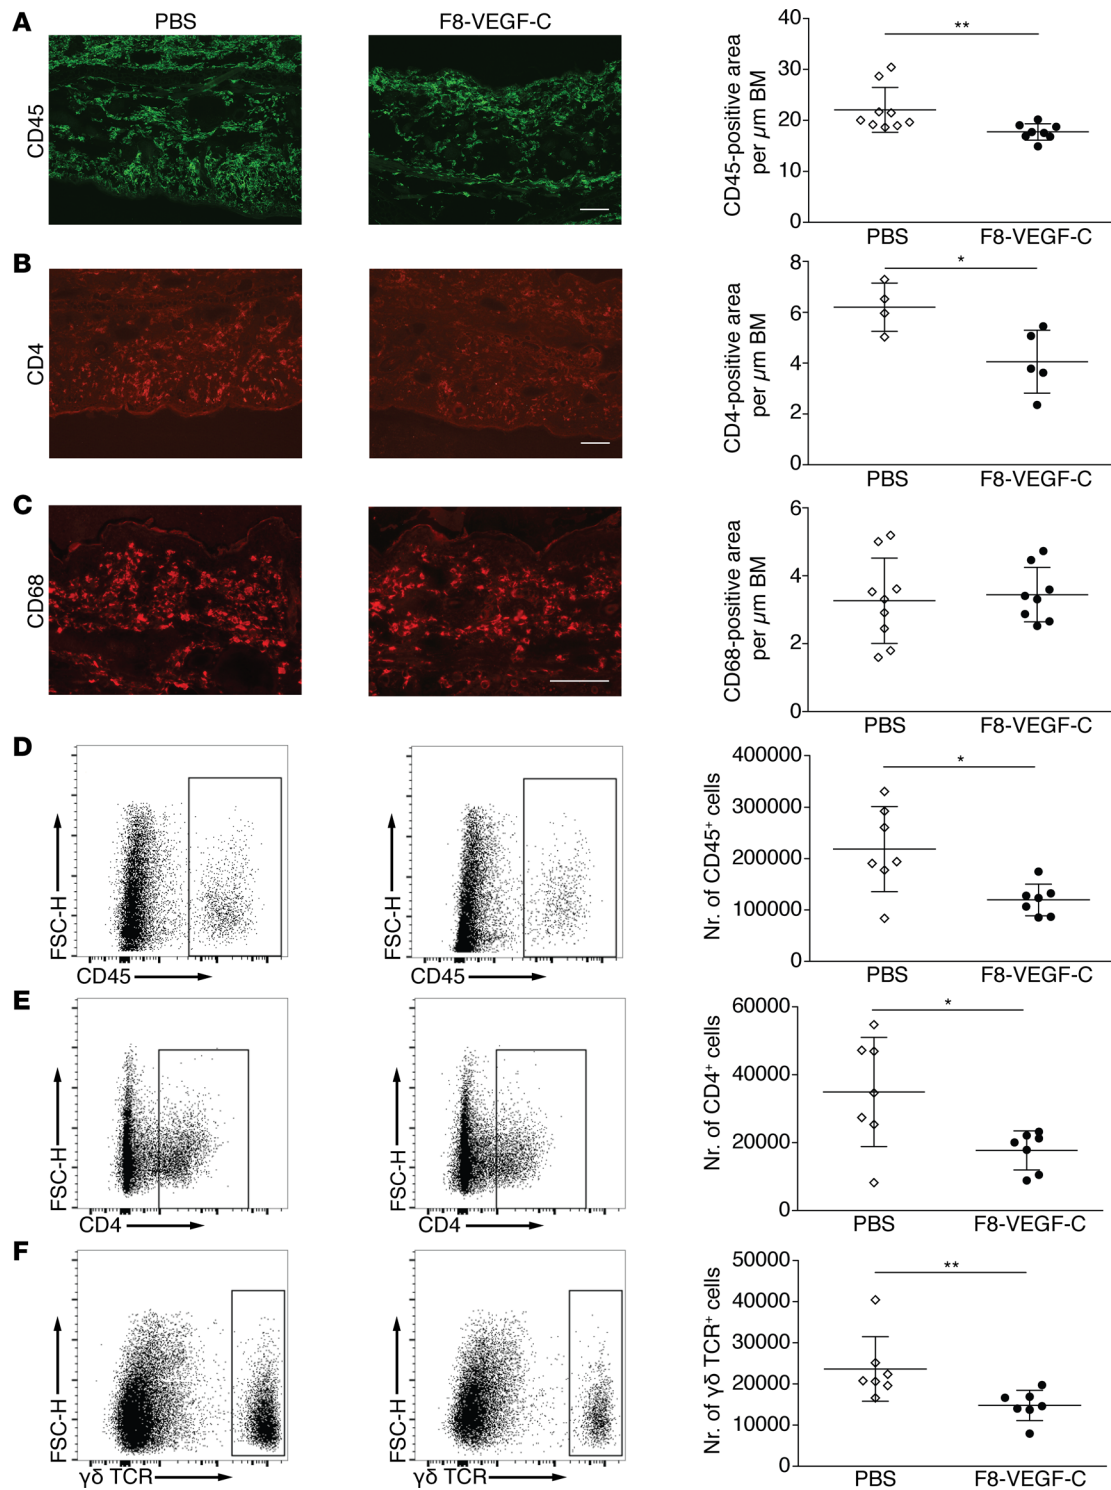 A
PBS
F8-VEGF-C
CD45
CD45-positive area
per µm BM
40
30
20
10
0
**
PBS
F8-VEGF-C
B
CD4
CD4-positive area
per µm BM
8
6
4
2
0
*
PBS
F8-VEGF-C
C
CD68
CD68-positive area
per µm BM
6
4
2
0
PBS
F8-VEGF-C
D
FSC-H
CD45
FSC-H
CD45
Nr. of CD45⁺ cells
400000
300000
200000
100000
0
*
PBS
F8-VEGF-C
E
FSC-H
CD4
FSC-H
CD4
Nr. of CD4⁺ cells
60000
40000
20000
0
*
PBS
F8-VEGF-C
F
FSC-H
γδ TCR
FSC-H
γδ TCR
Nr. of γδ TCR⁺ cells
50000
40000
30000
20000
10000
0
**
PBS
F8-VEGF-C